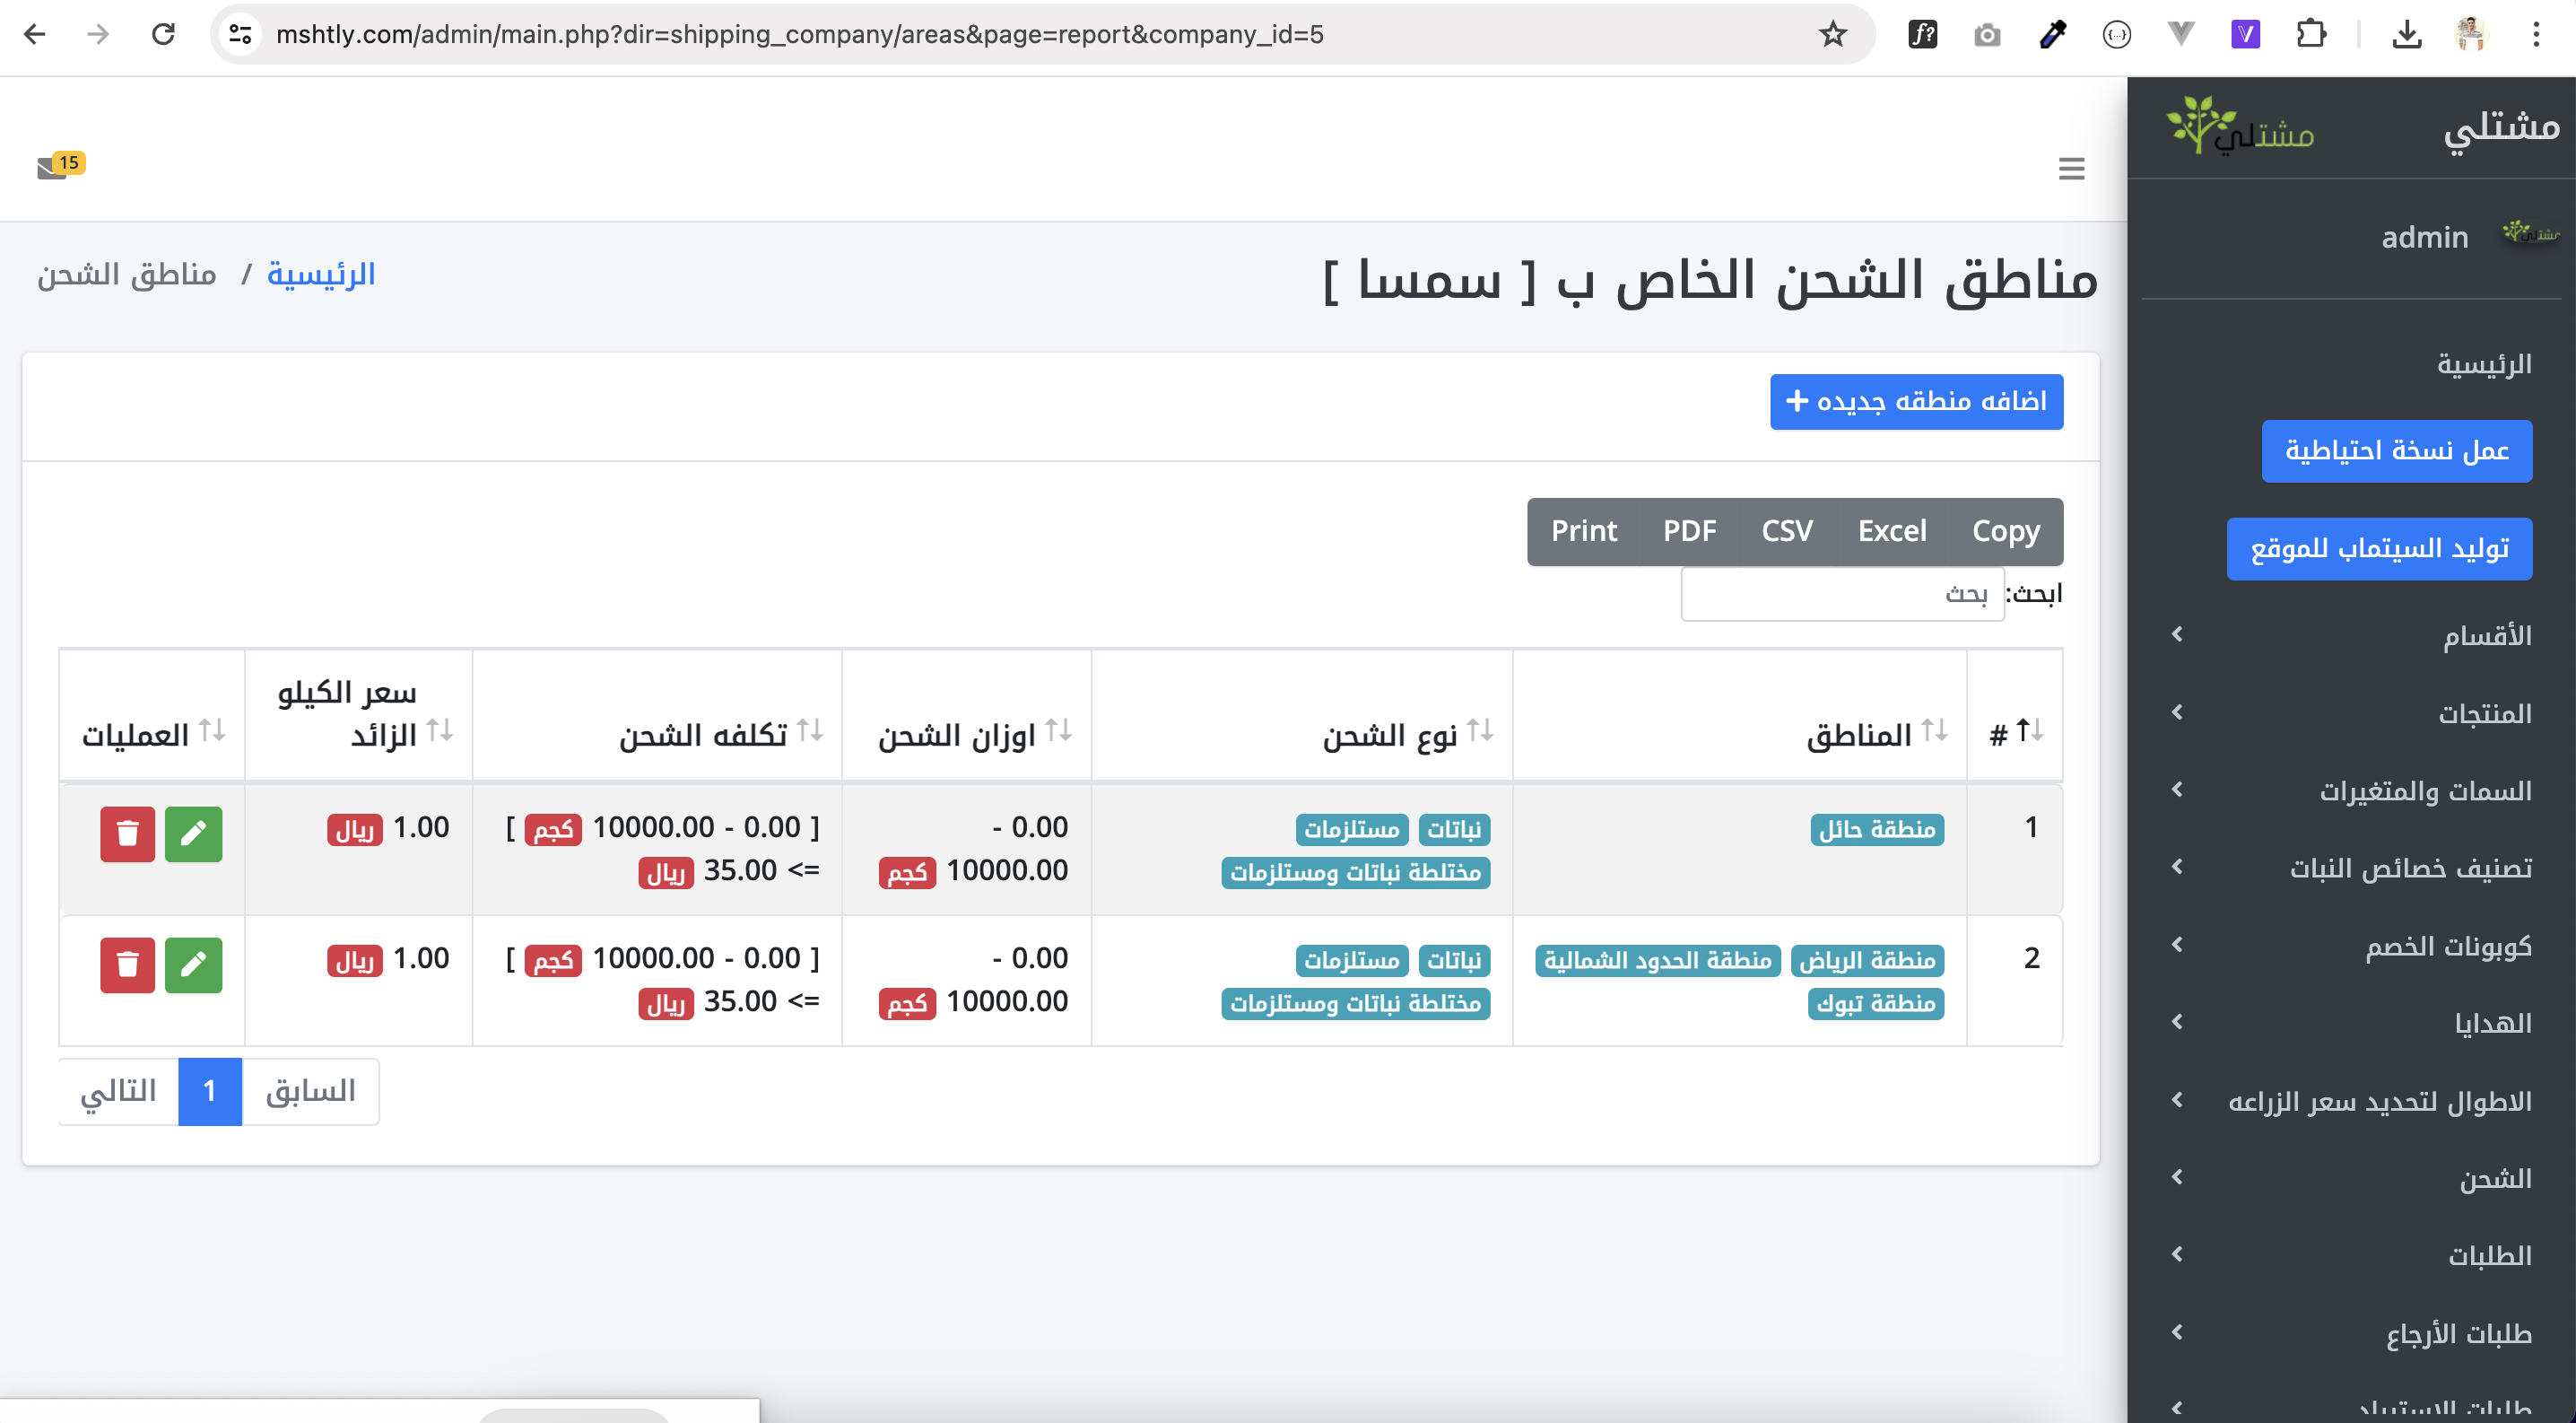 mshtly.com/admin/main.php?dir=shipping_company/areas&page=report&company_id=5
مشتلي
مشتلي
admin
الرئيسية
عمل نسخة احتياطية
توليد السيتماب للموقع
الأقسام
المنتجات
السمات والمتغيرات
تصنيف خصائص النبات
كوبونات الخصم
الهدايا
الاطوال لتحديد سعر الزراعه
الشحن
الطلبات
طلبات الأرجاع
15
مناطق الشحن الخاص ب [ سمسا ]
الرئيسية / مناطق الشحن
اضافه منطقه جديده
Copy Excel CSV PDF Print
ابحث: بحث
# المناطق نوع الشحن اوزان الشحن تكلفه الشحن سعر الكيلو الزائد العمليات
1 منطقة حائل نباتات مستلزمات 0.00 - [ 0.00 - 10000.00 كجم ] 1.00 ريال
مختلطة نباتات ومستلزمات 10000.00 كجم => 35.00 ريال
2 منطقة الرياض منطقة الحدود الشمالية نباتات مستلزمات 0.00 - [ 0.00 - 10000.00 كجم ] 1.00 ريال
منطقة تبوك مختلطة نباتات ومستلزمات 10000.00 كجم => 35.00 ريال
السابق 1 التالي